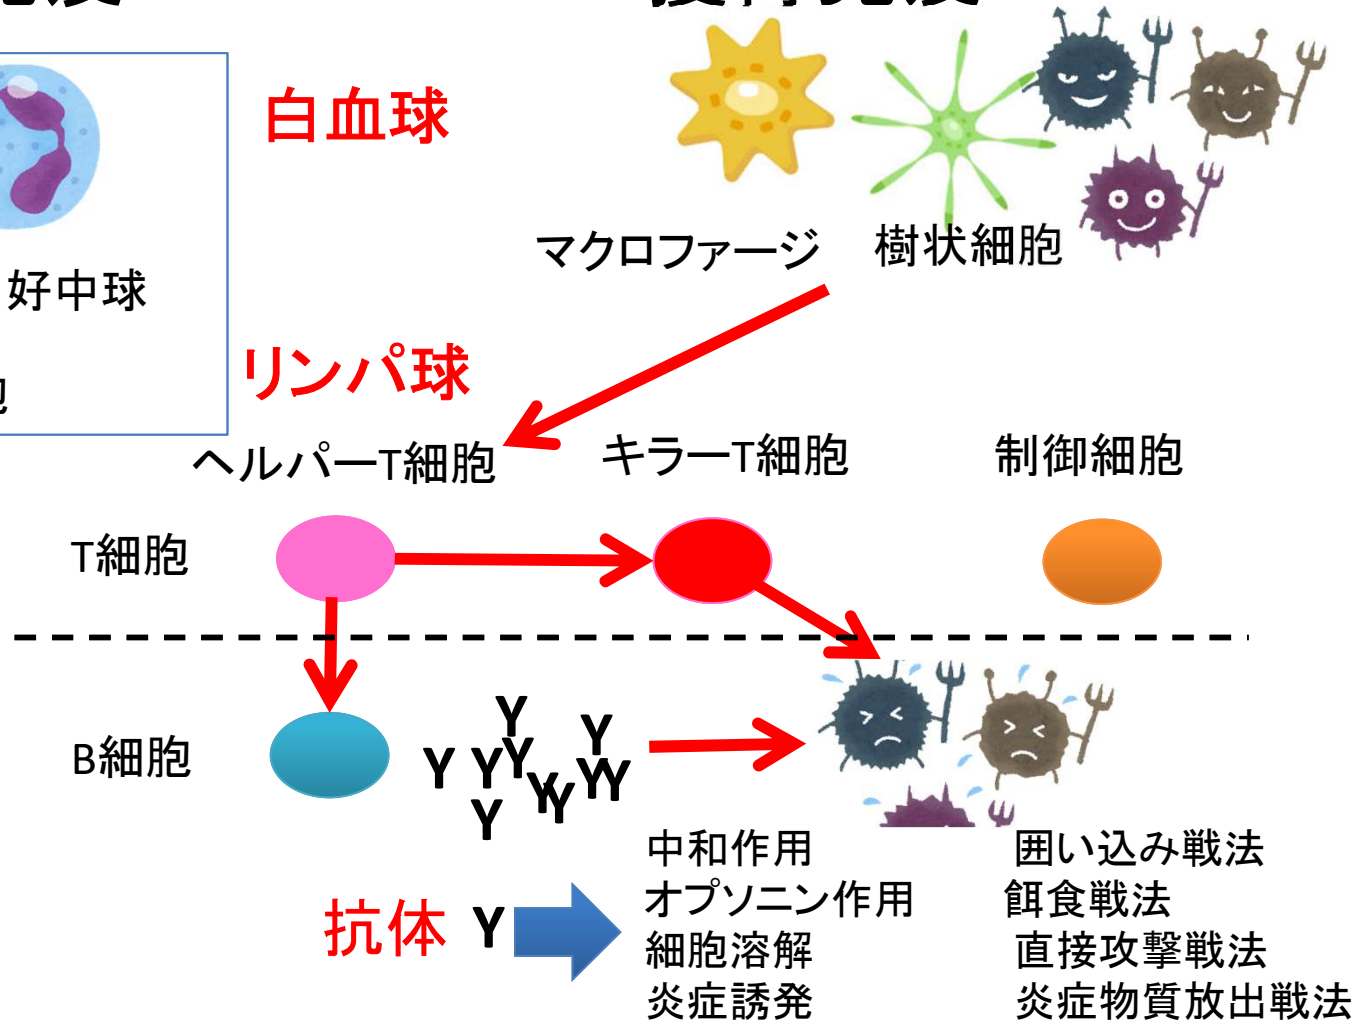 白血球
マクロファージ
樹状細胞
好中球
リンパ球
ヘルパーT細胞
キラーT細胞
制御細胞
T細胞
B細胞
Y Y Y Y Y Y Y Y Y Y
中和作用 囲い込み戦法
オプソニン作用 餌食戦法
抗体 Y
細胞溶解 直接攻撃戦法
炎症誘発 炎症物質放出戦法